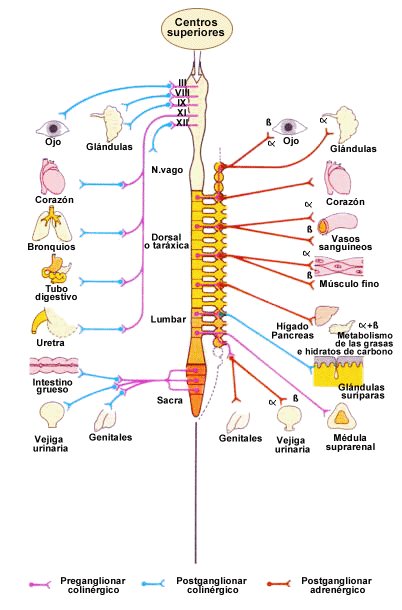 Centros
superiores
III
VIII
IX
XI
XII
Ojo
Glándulas
N.vago
Corazón
Bronquios
Dorsal
o taráxica
Tubo
digestivo
Uretra
Lumbar
Intestino
grueso
Sacra
Vejiga
urinaria
Genitales
ß
∝
Ojo
∝
Glándulas
Corazón
∝
ß
Vasos
sanguíneos
∝
ß
Músculo fino
Hígado
Pancreas
∝+ß
Metabolismo
de las grasas
e hidratos de carbono
Glándulas
suríparas
Médula
suprarenal
∝
ß
Genitales
Vejiga
urinaria
Preganglionar
colinérgico
Postganglionar
colinérgico
Postganglionar
adrenérgico